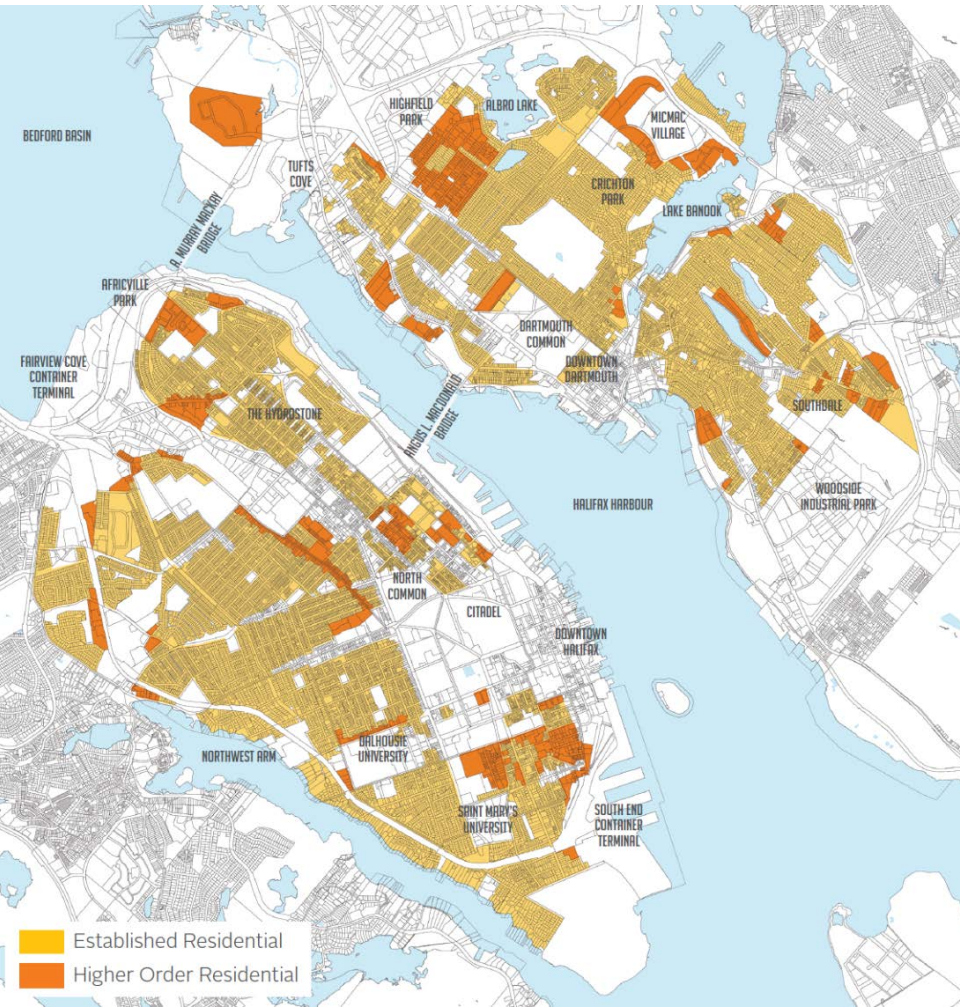 BEDFORD BASIN
HIGHFIELD
PARK
ALBRO LAKE
MICMAC
VILLAGE
TUFTS
COVE
CRICHTON
PARK
LAKE BANOOK
A. MURRAY MACKAY
BRIDGE
AFRICVILLE
PARK
DARTMOUTH
COMMON
FAIRVIEW COVE
CONTAINER
TERMINAL
DOWNTOWN
DARTMOUTH
THE HYDROSTONE
ANGUS L. MACDONALD
BRIDGE
SOUTHDALE
HALIFAX HARBOUR
WOODSIDE
INDUSTRIAL PARK
NORTH
COMMON
CITADEL
DOWNTOWN
HALIFAX
NORTHWEST ARM
DALHOUSIE
UNIVERSITY
SAINT MARY'S
UNIVERSITY
SOUTH END
CONTAINER
TERMINAL
Established Residential
Higher Order Residential